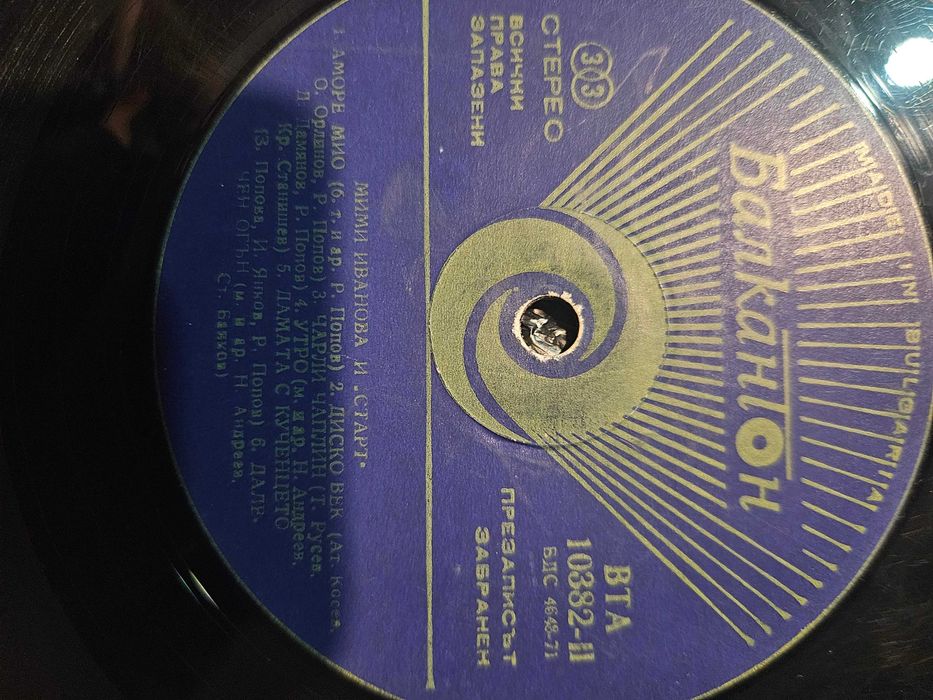 MADE IN BULGARIA
Балкантон
СТЕРЕО
33
ВСИЧКИ
ПРАВА
ЗАПАЗЕНИ
ВТА
10382-II
ВДС 4648-71
ПРЕЗАПИСЪТ
ЗАБРАНЕН
МИМИ ИВАНОВА И „СТАРТ“
1. АМОРЕ МИО (б. т. и ар. Р. Попов) 2. ДИСКО ВЕК (Ат. Косев,
О. Орлинов, Р. Попов) 3. ЧАРЛИ ЧАПЛИН (Т. Русев,
Д. Дамянов, Р. Попов) 4. УТРО (м. и ар. Н. Андреев,
Кр. Станишев) 5. ДАМАТА С КУЧЕНЦЕТО
(З. Попова, И. Янков, Р. Попов) 6. ДАЛЕ-
ЧЕН ОГЪН (м. и ар. Н. Андреев,
Ст. Банков)